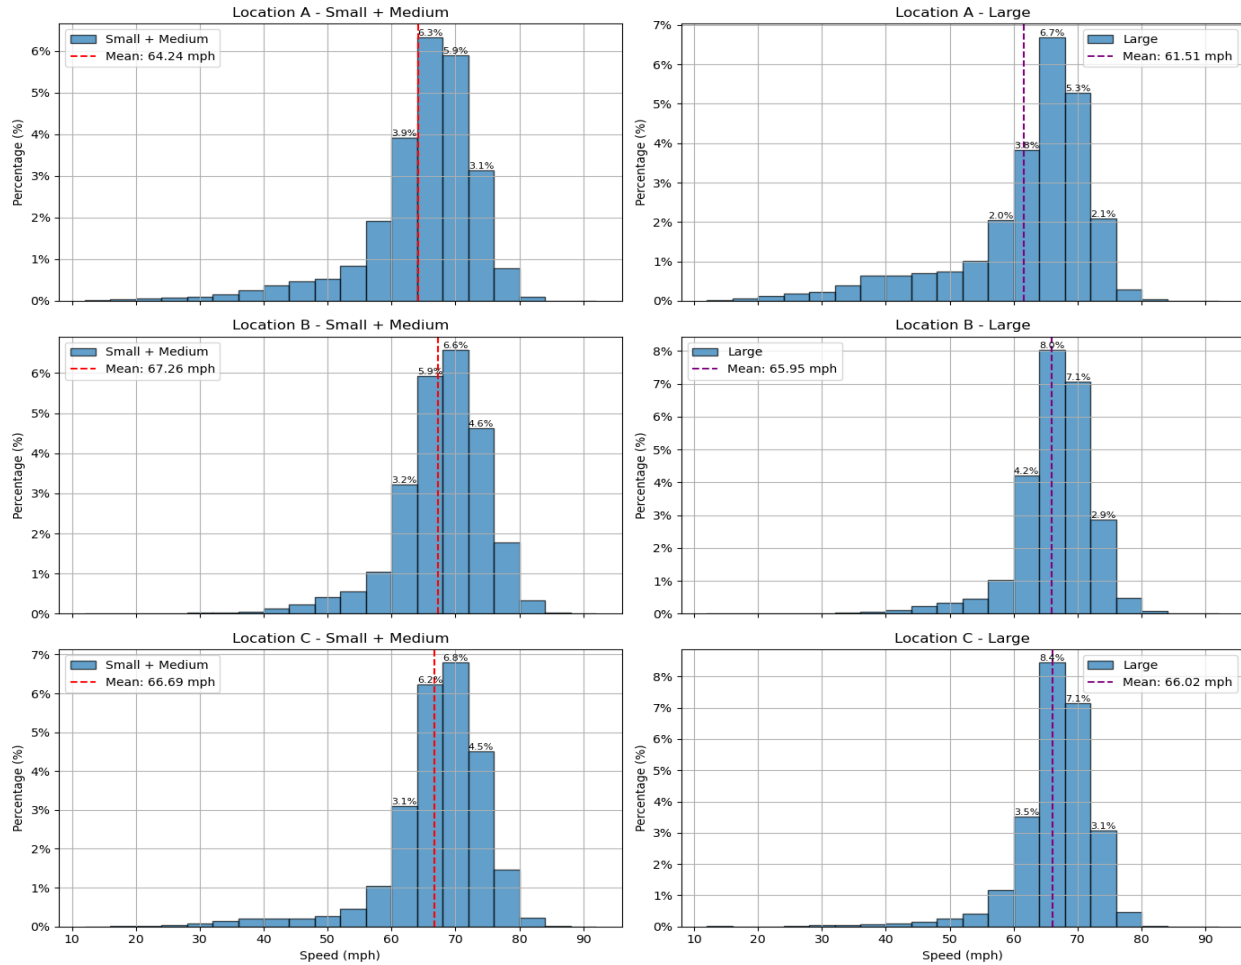 Location A - Small + Medium
Small + Medium
Mean: 64.24 mph
3.9%
6.3%
5.9%
3.1%
6%
5%
4%
3%
2%
1%
0%
Percentage (%)
Location A - Large
Large
Mean: 61.51 mph
2.0%
3.8%
6.7%
5.3%
2.1%
7%
6%
5%
4%
3%
2%
1%
0%
Percentage (%)
Location B - Small + Medium
Small + Medium
Mean: 67.26 mph
3.2%
5.9%
6.6%
4.6%
6%
5%
4%
3%
2%
1%
0%
Percentage (%)
Location B - Large
Large
Mean: 65.95 mph
4.2%
8.0%
7.1%
2.9%
8%
7%
6%
5%
4%
3%
2%
1%
0%
Percentage (%)
Location C - Small + Medium
Small + Medium
Mean: 66.69 mph
3.1%
6.2%
6.8%
4.5%
7%
6%
5%
4%
3%
2%
1%
0%
Percentage (%)
10 20 30 40 50 60 70 80 90
Speed (mph)
Location C - Large
Large
Mean: 66.02 mph
3.5%
8.4%
7.1%
3.1%
8%
7%
6%
5%
4%
3%
2%
1%
0%
Percentage (%)
10 20 30 40 50 60 70 80 90
Speed (mph)